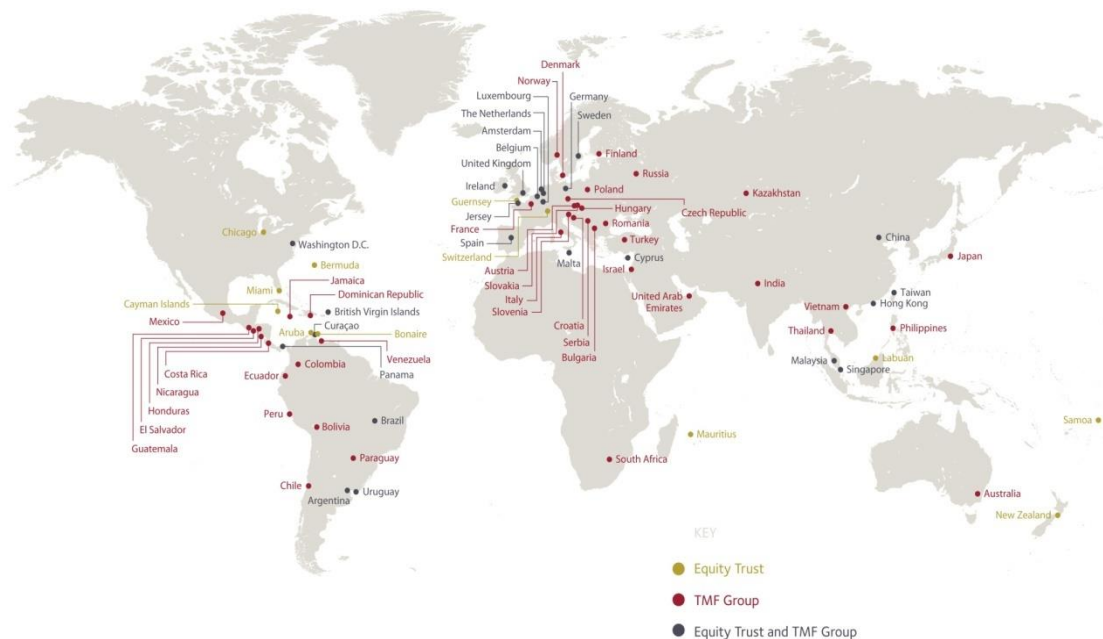 Denmark
Norway
Luxembourg
Germany
The Netherlands
Sweden
Amsterdam
Belgium
United Kingdom
Finland
Ireland
Russia
Poland
Kazakhstan
Guernsey
Hungary
Jersey
Czech Republic
France
Romania
Chicago
Spain
Turkey
China
Washington D.C.
Switzerland
Malta
Cyprus
Japan
Bermuda
Austria
Israel
Jamaica
Slovakia
India
Miami
Dominican Republic
Italy
United Arab
Emirates
Taiwan
Cayman Islands
Slovenia
Hong Kong
British Virgin Islands
Vietnam
Mexico
Curaçao
Croatia
Thailand
Philippines
Aruba
Bonaire
Serbia
Venezuela
Bulgaria
Malaysia
Labuan
Costa Rica
Colombia
Panama
Singapore
Ecuador
Nicaragua
Honduras
Peru
Brazil
El Salvador
Bolivia
Samoa
Guatemala
Mauritius
Paraguay
South Africa
Chile
Argentina
Uruguay
Australia
New Zealand
KEY
Equity Trust
TMF Group
Equity Trust and TMF Group